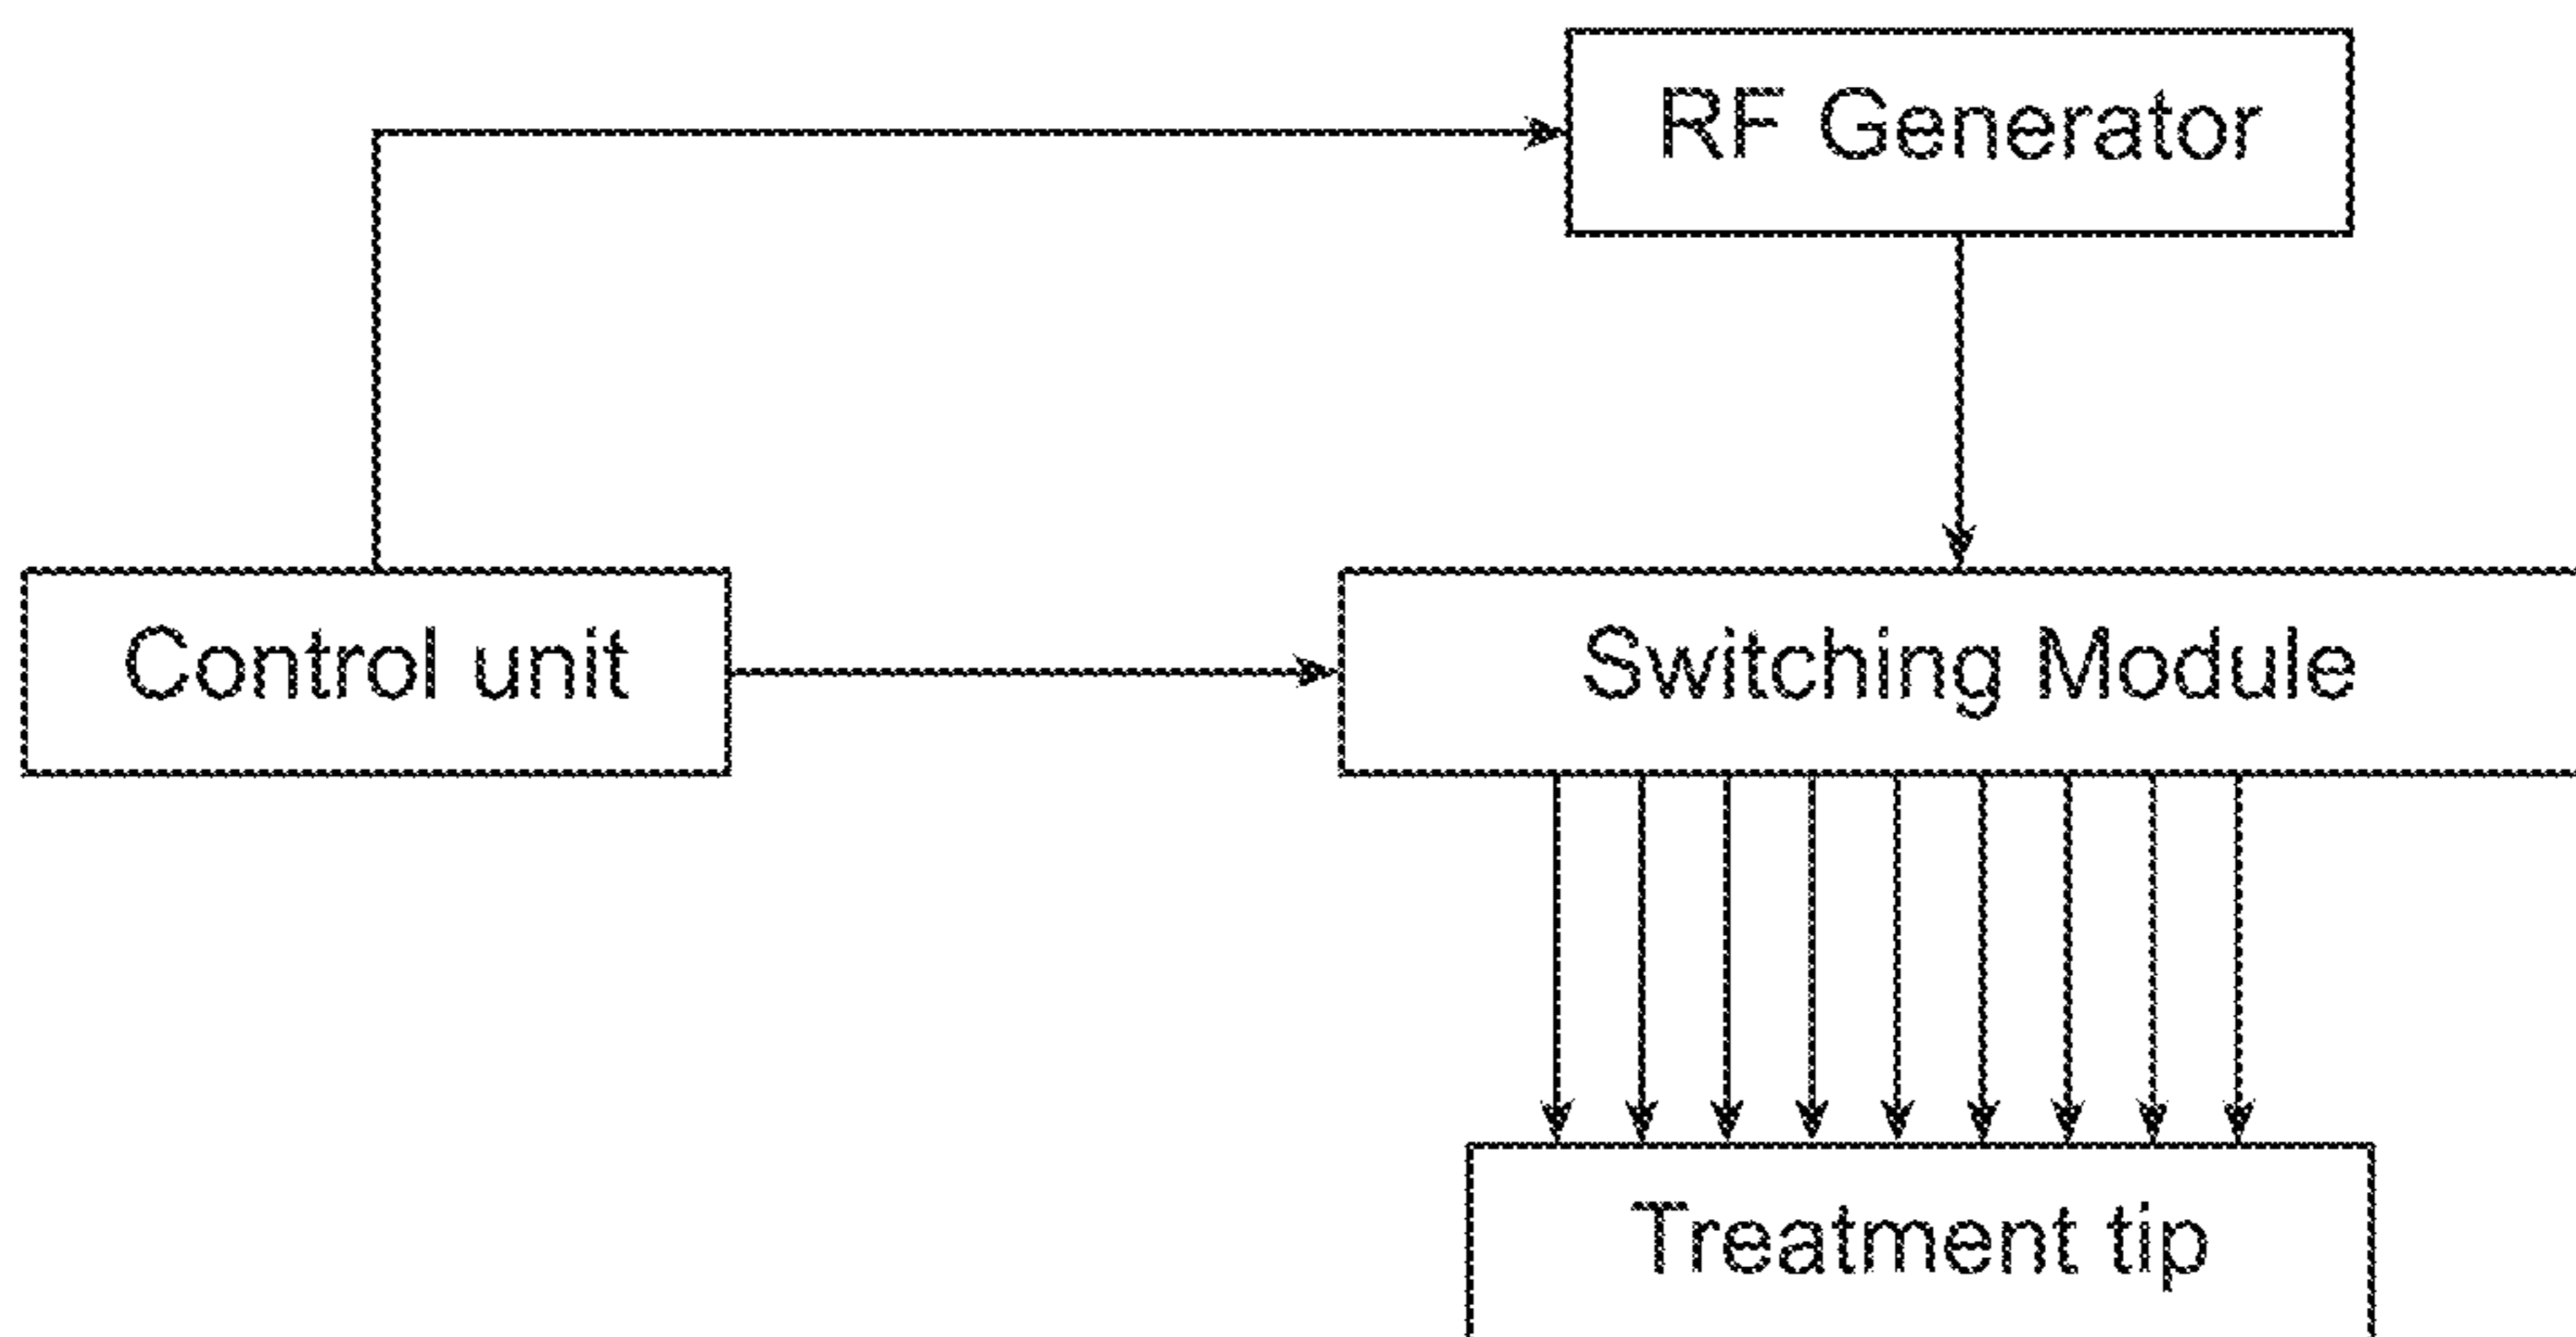 RF Generator
Control unit
Switching Module
Treatment tip